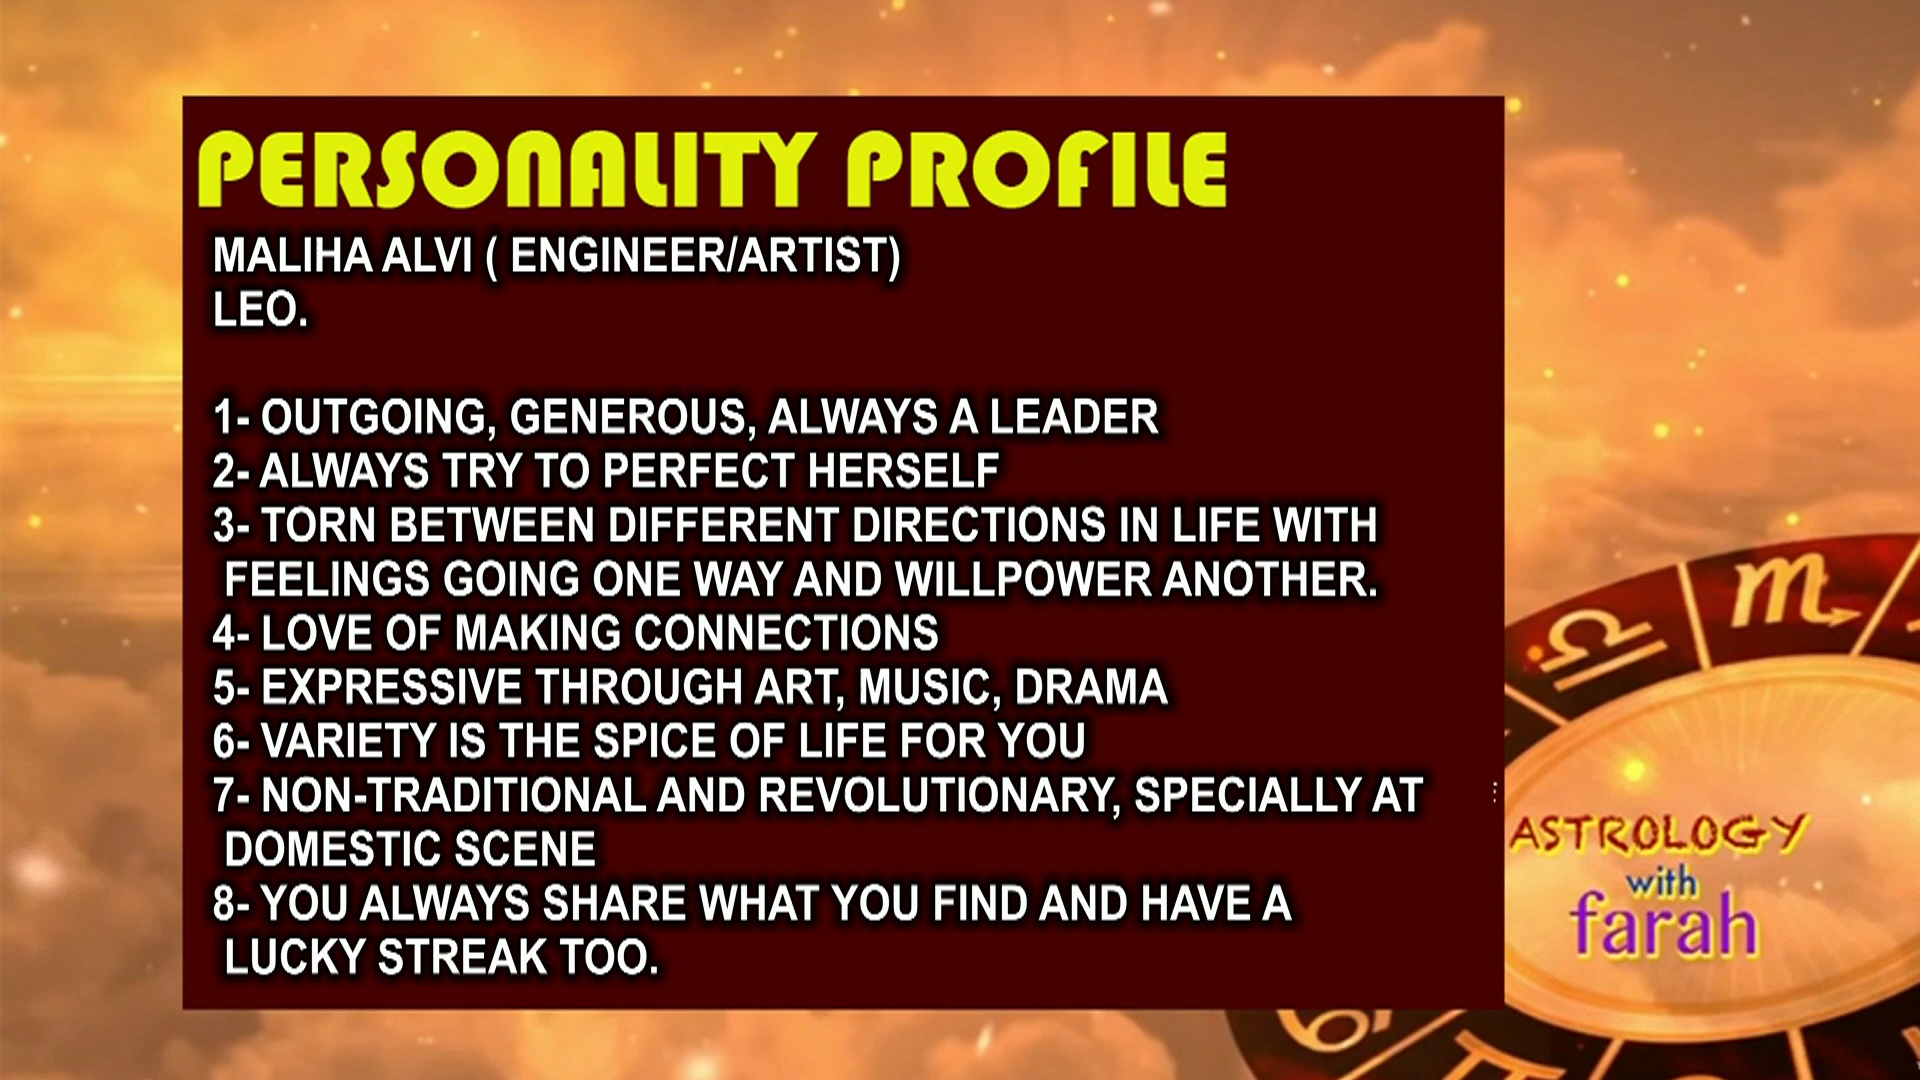 PERSONALITY PROFILE
MALIHA ALVI ( ENGINEER/ARTIST)
LEO.
1- OUTGOING, GENEROUS, ALWAYS A LEADER
2- ALWAYS TRY TO PERFECT HERSELF
3- TORN BETWEEN DIFFERENT DIRECTIONS IN LIFE WITH
FEELINGS GOING ONE WAY AND WILLPOWER ANOTHER.
4- LOVE OF MAKING CONNECTIONS
5- EXPRESSIVE THROUGH ART, MUSIC, DRAMA
6- VARIETY IS THE SPICE OF LIFE FOR YOU
7- NON-TRADITIONAL AND REVOLUTIONARY, SPECIALLY AT
DOMESTIC SCENE
8- YOU ALWAYS SHARE WHAT YOU FIND AND HAVE A
LUCKY STREAK TOO.
ASTROLOGY
with
farah